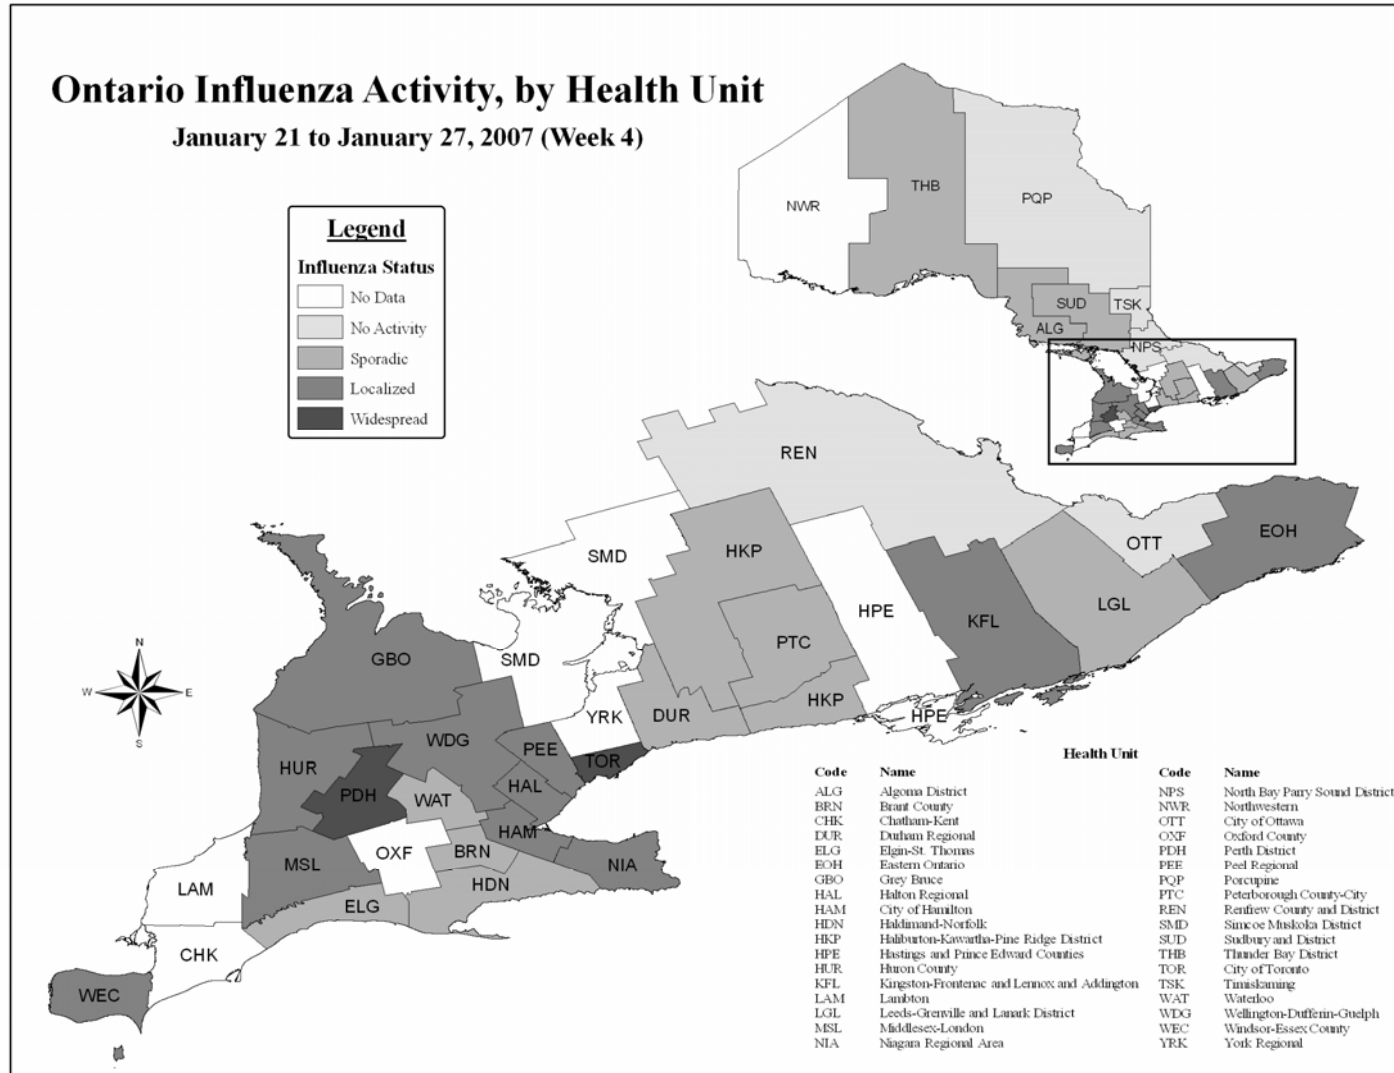 Ontario Influenza Activity, by Health Unit
January 21 to January 27, 2007 (Week 4)
Legend
Influenza Status
No Data
No Activity
Sporadic
Localized
Widespread
NWR
THB
PQP
SUD
TSK
ALG
NPS
REN
SMD
HKP
OTT
EOH
HPE
LGL
KFL
PTC
GBO
SMD
HKP
YRK
DUR
HPE
WDG
PEE
TOR
HUR
PDH
HAL
WAT
HAM
OXF
BRN
MSL
NIA
HDN
LAM
ELG
CHK
WEC
N
W
E
S
Health Unit
Code Name Code Name
ALG Algoma District NPS North Bay Parry Sound District
BRN Brant County NWR Northwestern
CHK Chatham-Kent OTT City of Ottawa
DUR Durham Regional OXF Oxford County
ELG Elgin-St. Thomas PDH Perth District
EOH Eastern Ontario PEE Peel Regional
GBO Grey Bruce PQP Porcupine
HAL Halton Regional PTC Peterborough County-City
HAM City of Hamilton REN Renfrew County and District
HDN Haldimand-Norfolk SMD Simcoe Muskoka District
HKP Haliburton-Kawartha-Pine Ridge District SUD Sudbury and District
HPE Hastings and Prince Edward Counties THB Thunder Bay District
HUR Huron County TOR City of Toronto
KFL Kingston-Frontenac and Lennox and Addington TSK Timiskaming
LAM Lambton WAT Waterloo
LGL Leeds-Grenville and Lanark District WDG Wellington-Dufferin-Guelph
MSL Middlesex-London WEC Windsor-Essex County
NIA Niagara Regional Area YRK York Regional